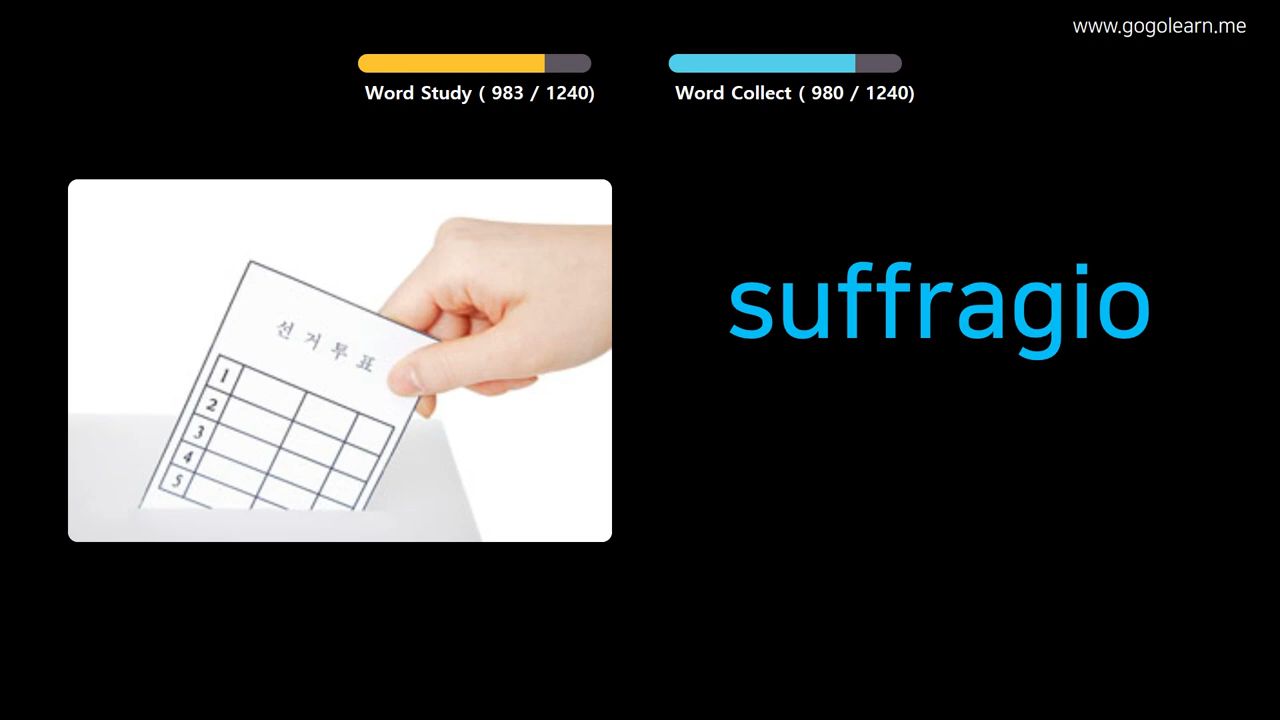 www.gogolearn.me
Word Study ( 983 / 1240)
Word Collect ( 980 / 1240)
선거투표
1
2
3
4
5
suffragio